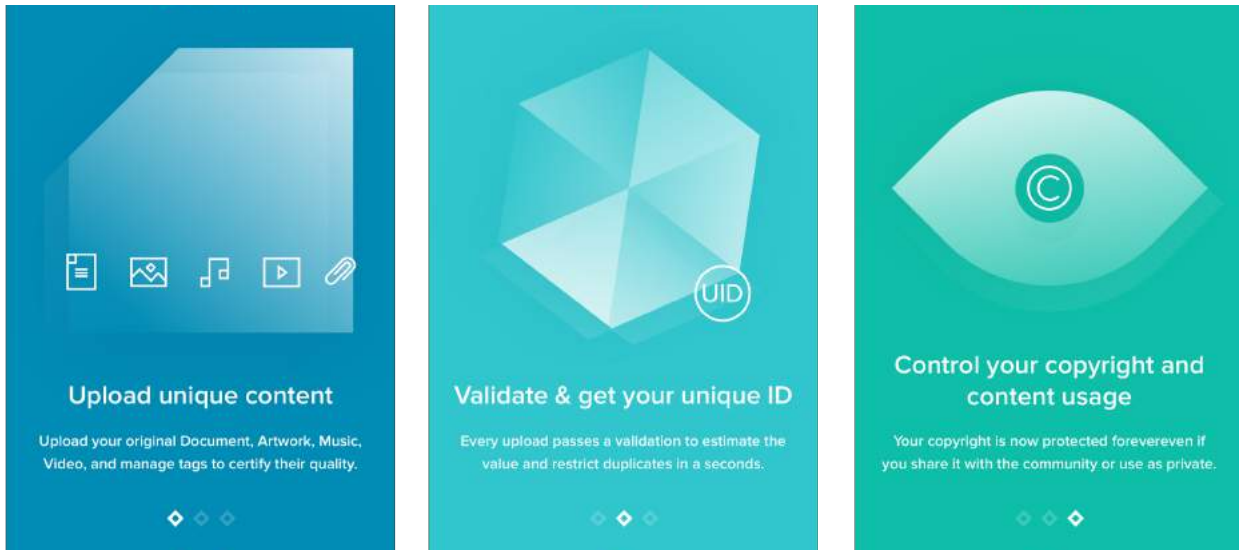 Upload unique content
Upload your original Document, Artwork, Music,
Video, and manage tags to certify their quality.
UID
Validate & get your unique ID
Every upload passes a validation to estimate the
value and restrict duplicates in a seconds.
©
Control your copyright and
content usage
Your copyright is now protected forevereven if
you share it with the community or use as private.